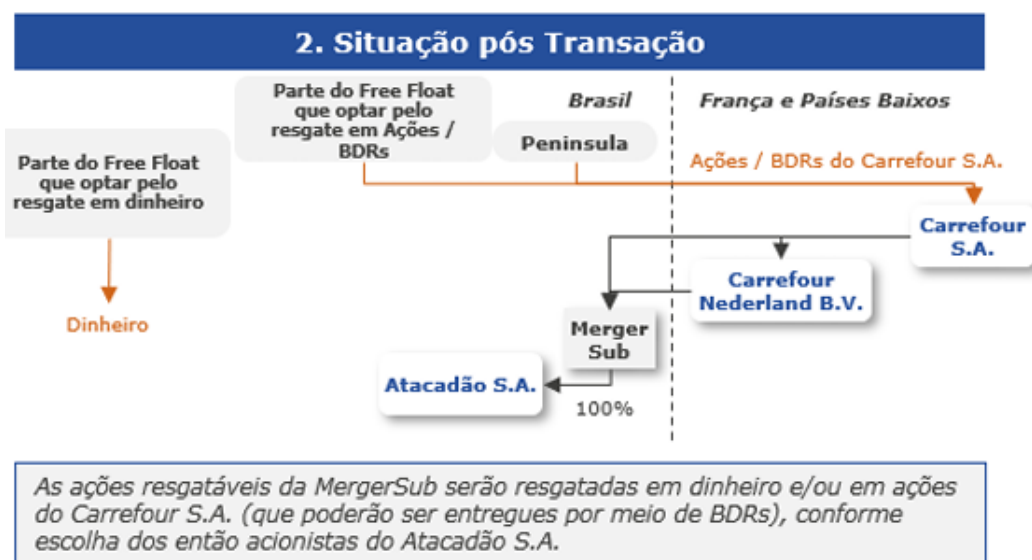 2. Situação pós Transação
Parte do Free Float
que optar pelo
resgate em Ações /
BDRs
Brasil
França e Países Baixos
Peninsula
Parte do Free Float
que optar pelo
resgate em dinheiro
Ações / BDRs do Carrefour S.A.
Carrefour
S.A.
Carrefour
Nederland B.V.
Dinheiro
Merger
Sub
Atacadão S.A.
100%
As ações resgatáveis da MergerSub serão resgatadas em dinheiro e/ou em ações
do Carrefour S.A. (que poderão ser entregues por meio de BDRs), conforme
escolha dos então acionistas do Atacadão S.A.